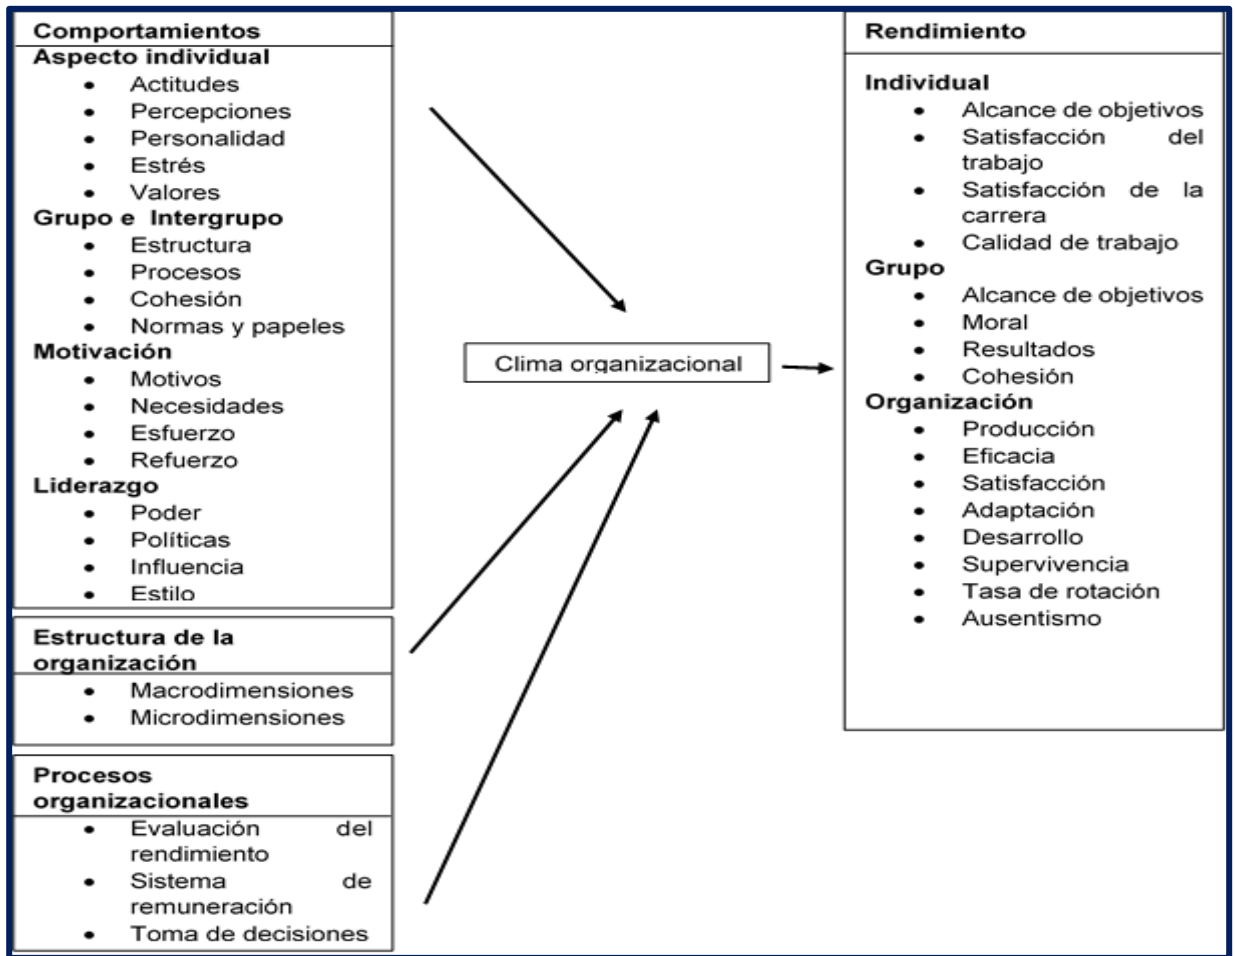 Comportamientos
Aspecto individual
• Actitudes
• Percepciones
• Personalidad
• Estrés
• Valores
Grupo e Intergrupo
• Estructura
• Procesos
• Cohesión
• Normas y papeles
Motivación
• Motivos
• Necesidades
• Esfuerzo
• Refuerzo
Liderazgo
• Poder
• Políticas
• Influencia
• Estilo
Estructura de la
organización
• Macrodimensiones
• Microdimensiones
Procesos
organizacionales
• Evaluación del
rendimiento
• Sistema de
remuneración
• Toma de decisiones
Clima organizacional
Rendimiento
Individual
• Alcance de objetivos
• Satisfacción del
trabajo
• Satisfacción de la
carrera
• Calidad de trabajo
Grupo
• Alcance de objetivos
• Moral
• Resultados
• Cohesión
Organización
• Producción
• Eficacia
• Satisfacción
• Adaptación
• Desarrollo
• Supervivencia
• Tasa de rotación
• Ausentismo